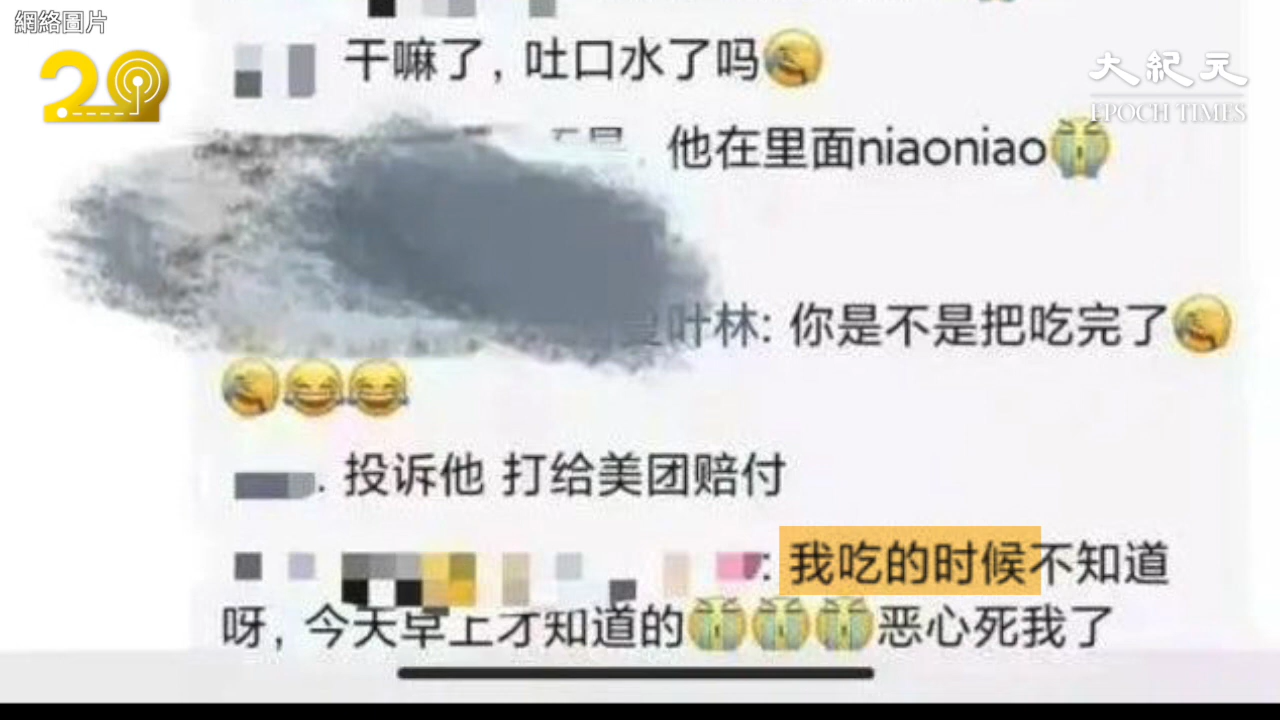 網絡圖片
20
大紀元
EPOCH TIMES
干嘛了，吐口水了吗
他在里面niaoniao
叶林: 你是不是把吃完了
投诉他 打给美团赔付
: 我吃的时候不知道
呀，今天早上才知道的恶心死我了